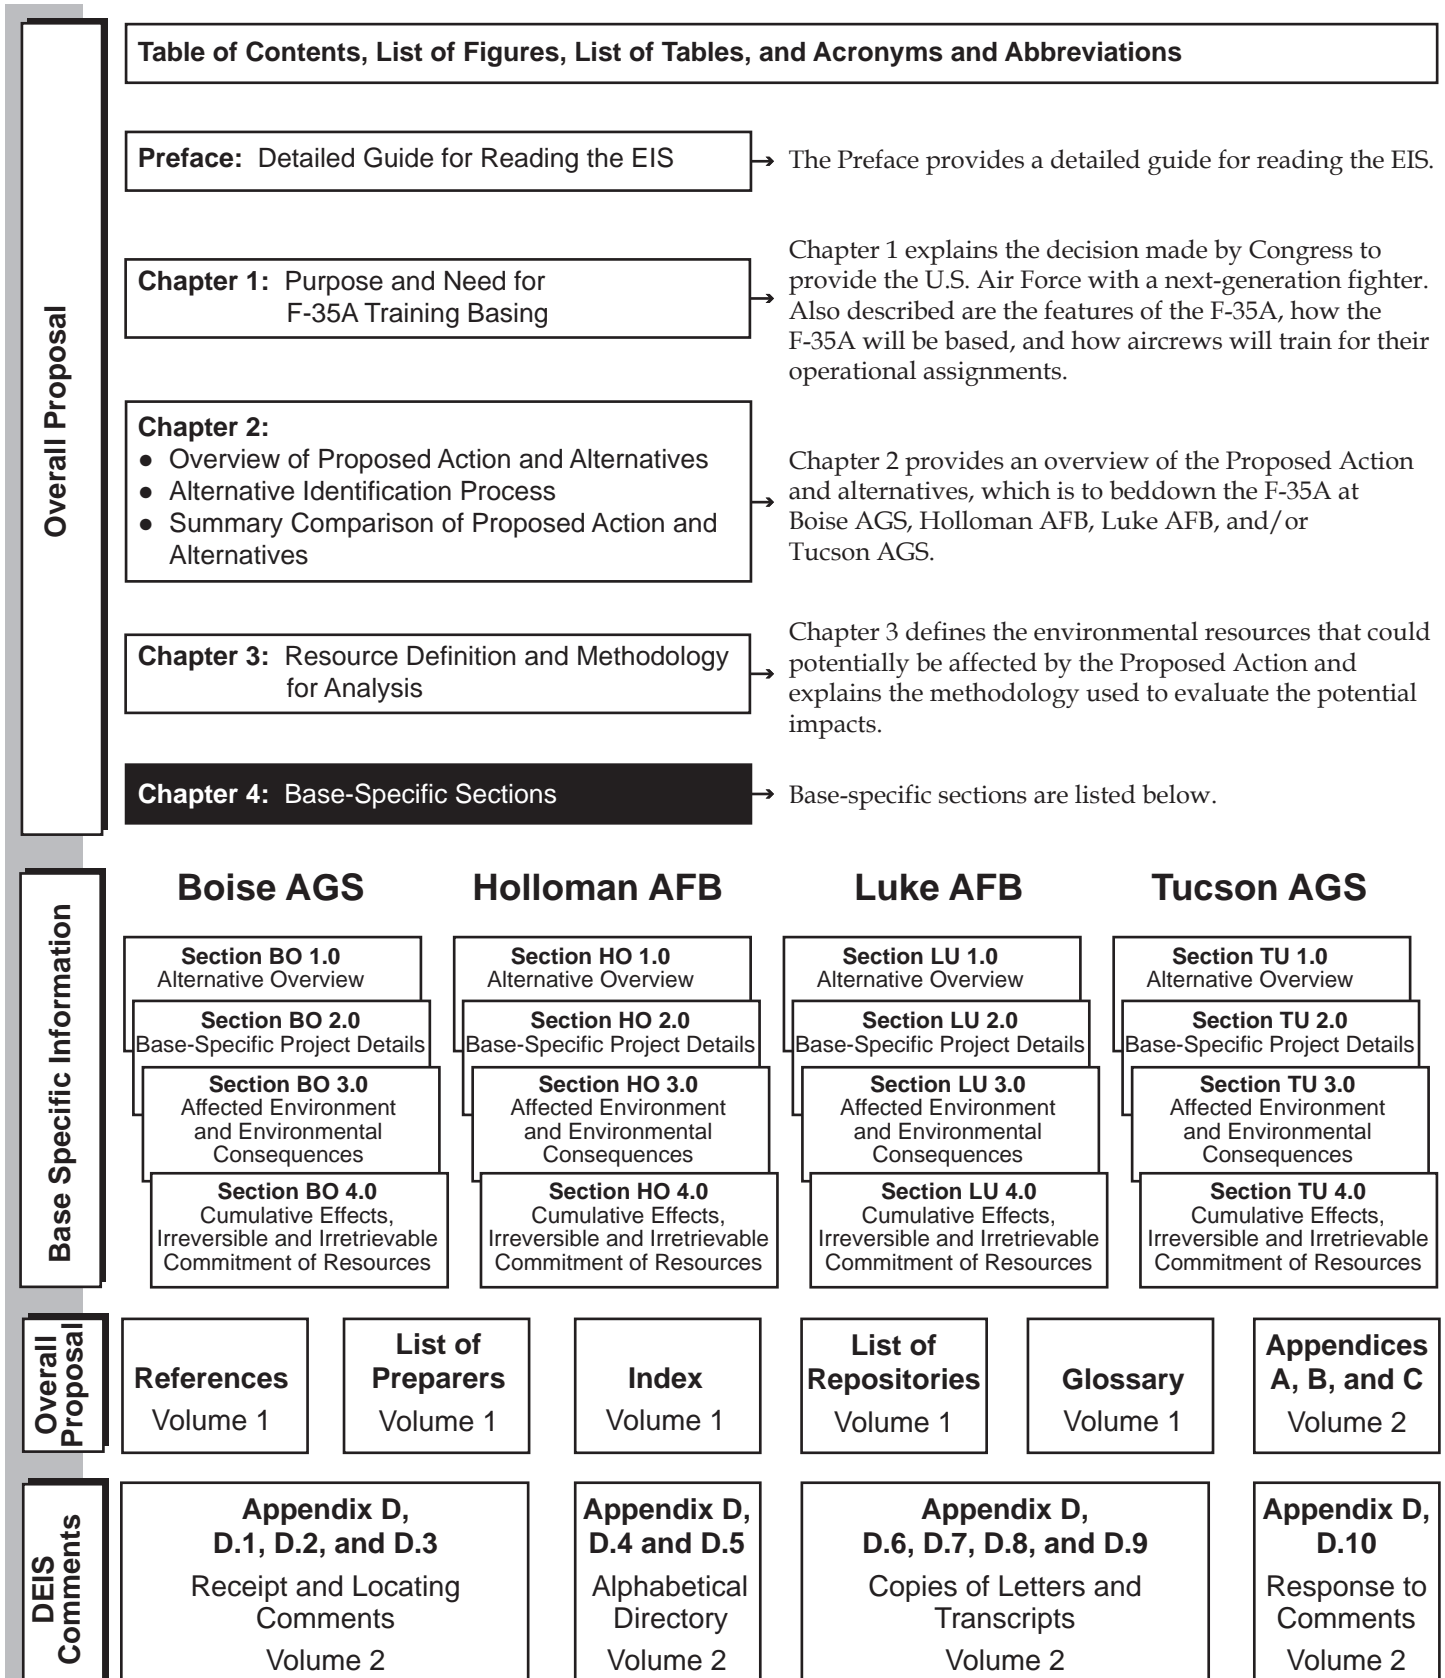 Table of Contents, List of Figures, List of Tables, and Acronyms and Abbreviations
Overall Proposal
Preface: Detailed Guide for Reading the EIS
The Preface provides a detailed guide for reading the EIS.
Chapter 1: Purpose and Need for
F-35A Training Basing
Chapter 1 explains the decision made by Congress to
provide the U.S. Air Force with a next-generation fighter.
Also described are the features of the F-35A, how the
F-35A will be based, and how aircrews will train for their
operational assignments.
Chapter 2:
● Overview of Proposed Action and Alternatives
● Alternative Identification Process
● Summary Comparison of Proposed Action and
Alternatives
Chapter 2 provides an overview of the Proposed Action
and alternatives, which is to beddown the F-35A at
Boise AGS, Holloman AFB, Luke AFB, and/or
Tucson AGS.
Chapter 3: Resource Definition and Methodology
for Analysis
Chapter 3 defines the environmental resources that could
potentially be affected by the Proposed Action and
explains the methodology used to evaluate the potential
impacts.
Chapter 4: Base-Specific Sections
Base-specific sections are listed below.
Base Specific Information
Boise AGS
Section BO 1.0
Alternative Overview
Section BO 2.0
Base-Specific Project Details
Section BO 3.0
Affected Environment
and Environmental
Consequences
Section BO 4.0
Cumulative Effects,
Irreversible and Irretrievable
Commitment of Resources
Holloman AFB
Section HO 1.0
Alternative Overview
Section HO 2.0
Base-Specific Project Details
Section HO 3.0
Affected Environment
and Environmental
Consequences
Section HO 4.0
Cumulative Effects,
Irreversible and Irretrievable
Commitment of Resources
Luke AFB
Section LU 1.0
Alternative Overview
Section LU 2.0
Base-Specific Project Details
Section LU 3.0
Affected Environment
and Environmental
Consequences
Section LU 4.0
Cumulative Effects,
Irreversible and Irretrievable
Commitment of Resources
Tucson AGS
Section TU 1.0
Alternative Overview
Section TU 2.0
Base-Specific Project Details
Section TU 3.0
Affected Environment
and Environmental
Consequences
Section TU 4.0
Cumulative Effects,
Irreversible and Irretrievable
Commitment of Resources
Overall
Proposal
References
Volume 1
List of
Preparers
Volume 1
Index
Volume 1
List of
Repositories
Volume 1
Glossary
Volume 1
Appendices
A, B, and C
Volume 2
DEIS
Comments
Appendix D,
D.1, D.2, and D.3
Receipt and Locating
Comments
Volume 2
Appendix D,
D.4 and D.5
Alphabetical
Directory
Volume 2
Appendix D,
D.6, D.7, D.8, and D.9
Copies of Letters and
Transcripts
Volume 2
Appendix D,
D.10
Response to
Comments
Volume 2